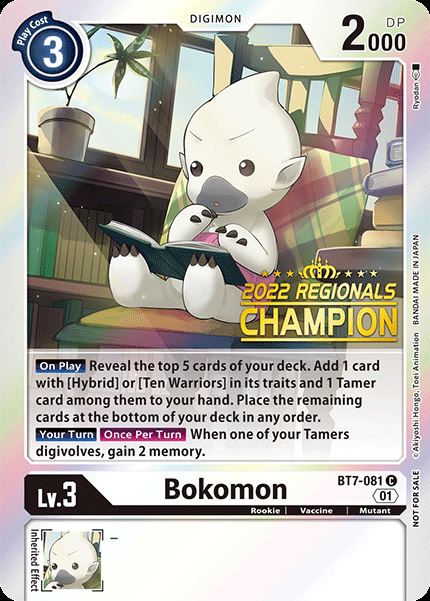 Play Cost
3
DIGIMON
DP
2000
Ryodan
2022 REGIONALS
CHAMPION
On Play Reveal the top 5 cards of your deck. Add 1 card
with [Hybrid] or [Ten Warriors] in its traits and 1 Tamer
card among them to your hand. Place the remaining
cards at the bottom of your deck in any order.
Your Turn Once Per Turn When one of your Tamers
digivolves, gain 2 memory.
©Akiyoshi Hongo, Toei Animation BANDAI MADE IN JAPAN
NOT FOR SALE
Lv.3
Bokomon
BT7-081 C
01
Rookie | Vaccine | Mutant
Inherited Effect
–